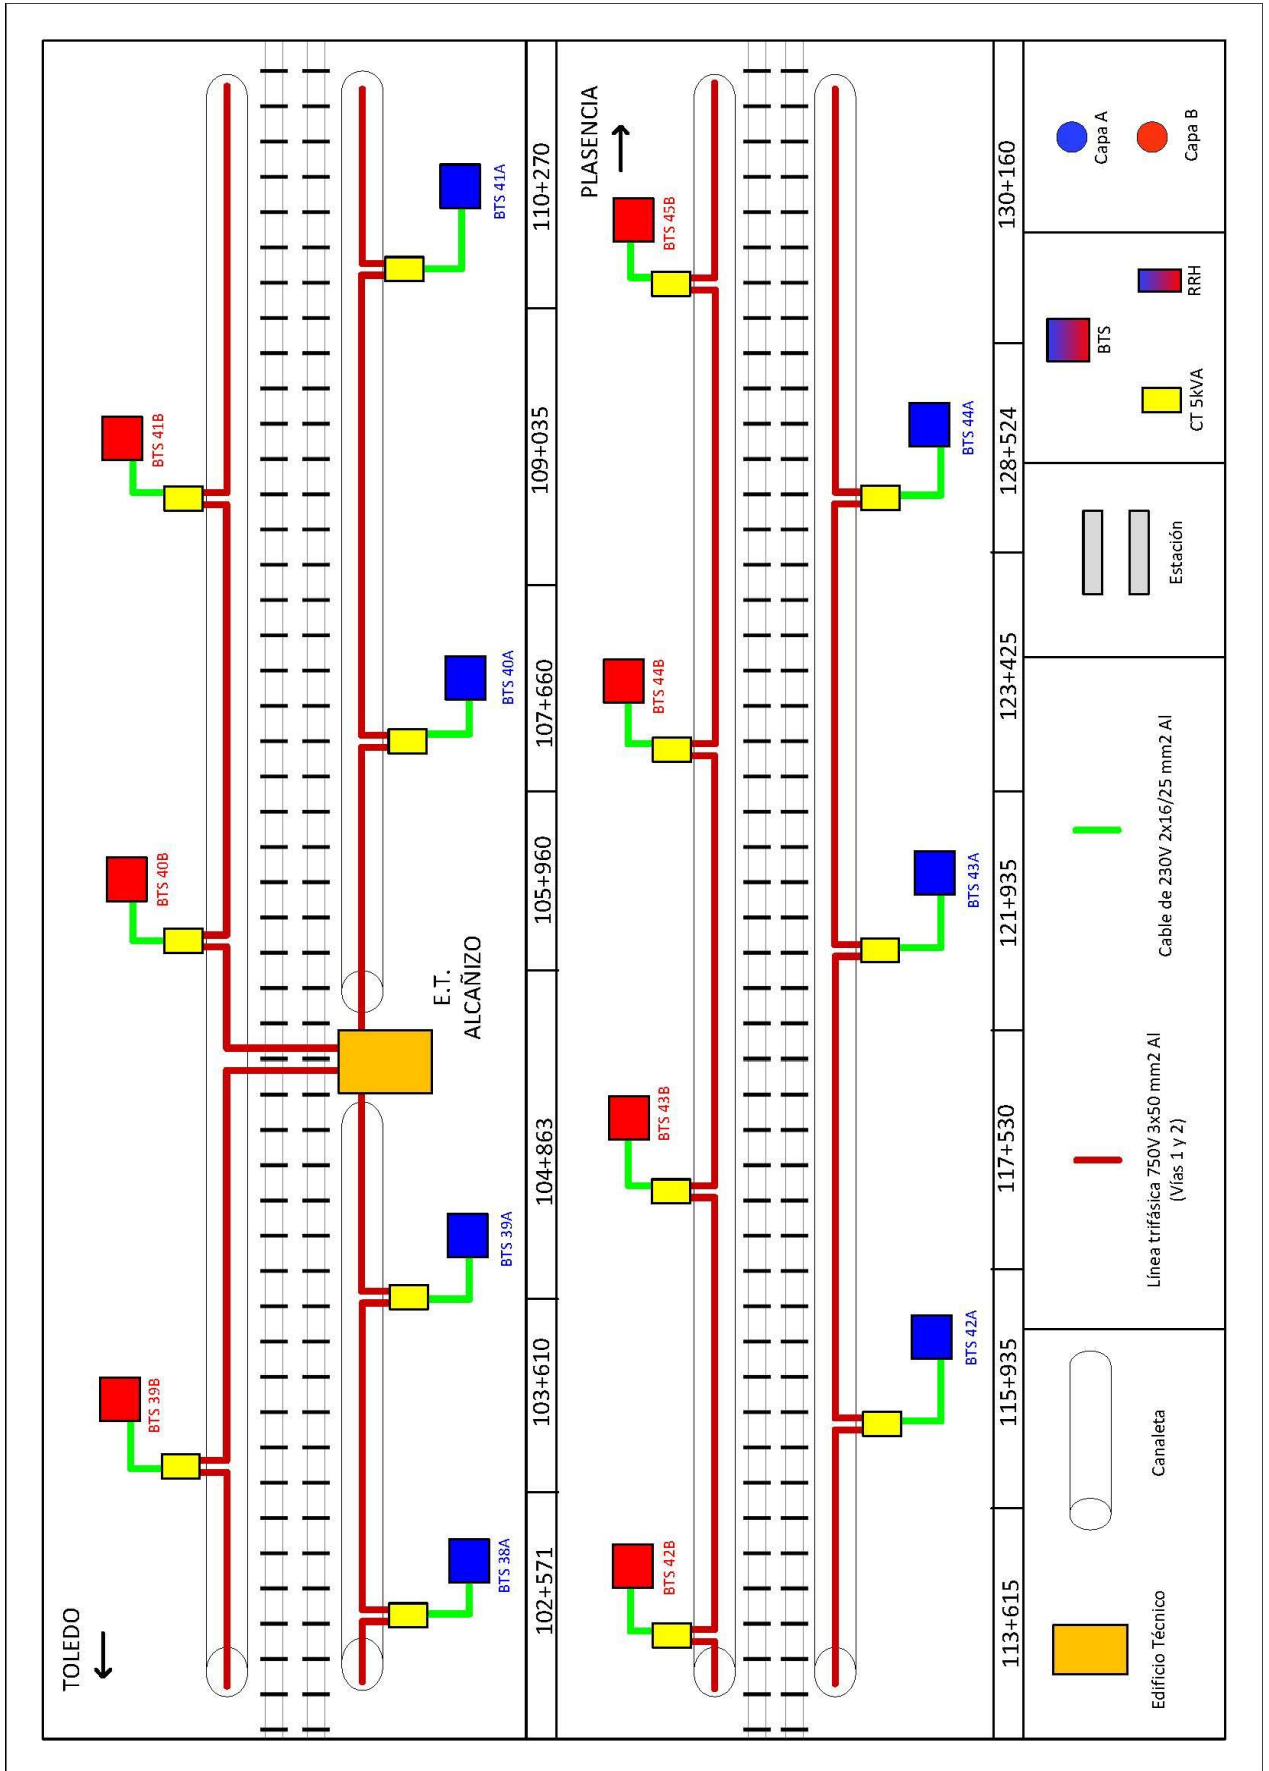 TOLEDO
BTS 39B
BTS 40B
BTS 41B
E.T.
ALCAÑIZO
BTS 38A
BTS 39A
BTS 40A
BTS 41A
102+571
103+610
104+863
105+960
107+660
109+035
110+270
PLASENCIA
BTS 42B
BTS 43B
BTS 44B
BTS 45B
BTS 42A
BTS 43A
BTS 44A
113+615
115+935
117+530
121+935
123+425
128+524
130+160
Edificio Técnico
Canaleta
Línea trifásica 750V 3x50 mm2 Al
(Vías 1 y 2)
Cable de 230V 2x16/25 mm2 Al
Estación
BTS
CT 5kVA
RRH
Capa A
Capa B